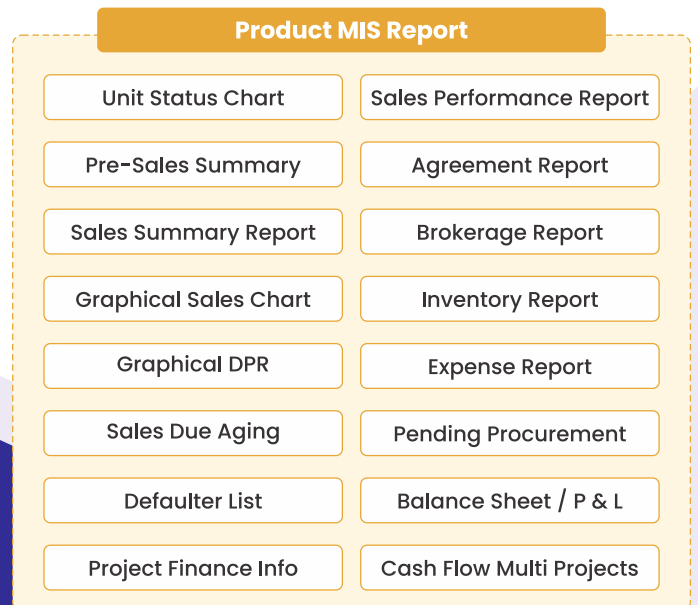 Product MIS Report
Unit Status Chart
Sales Performance Report
Pre-Sales Summary
Agreement Report
Sales Summary Report
Brokerage Report
Graphical Sales Chart
Inventory Report
Graphical DPR
Expense Report
Sales Due Aging
Pending Procurement
Defaulter List
Balance Sheet / P & L
Project Finance Info
Cash Flow Multi Projects